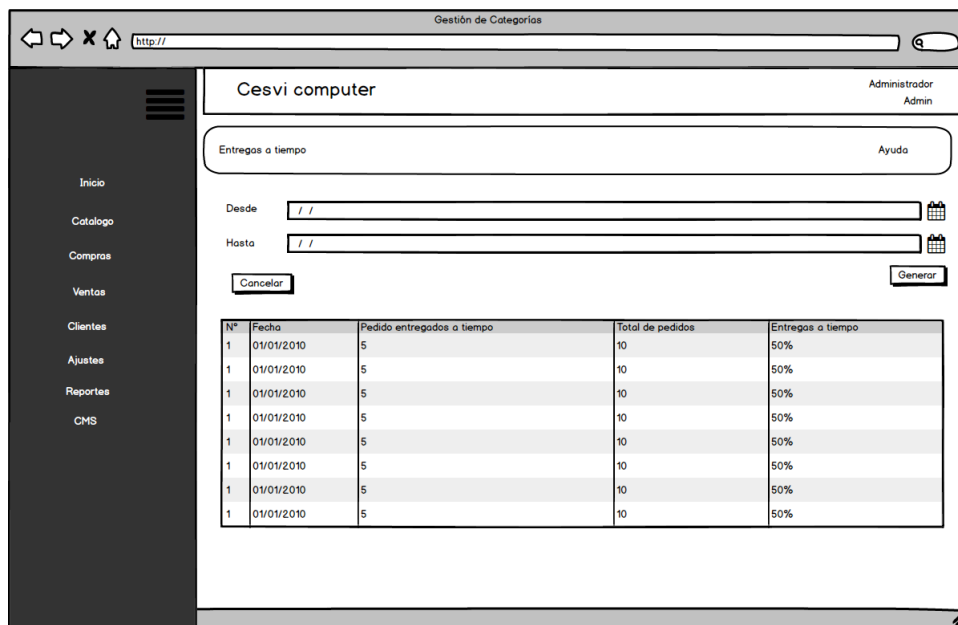 Gestión de Categorías
http://
Cesvi computer
Administrador
Admin
Entregas a tiempo
Ayuda
Inicio
Catalogo
Compras
Ventas
Clientes
Ajustes
Reportes
CMS
Desde / /
Hasta / /
Cancelar
Generar
Nº Fecha Pedido entregados a tiempo Total de pedidos Entregas a tiempo
1 01/01/2010 5 10 50%
1 01/01/2010 5 10 50%
1 01/01/2010 5 10 50%
1 01/01/2010 5 10 50%
1 01/01/2010 5 10 50%
1 01/01/2010 5 10 50%
1 01/01/2010 5 10 50%
1 01/01/2010 5 10 50%